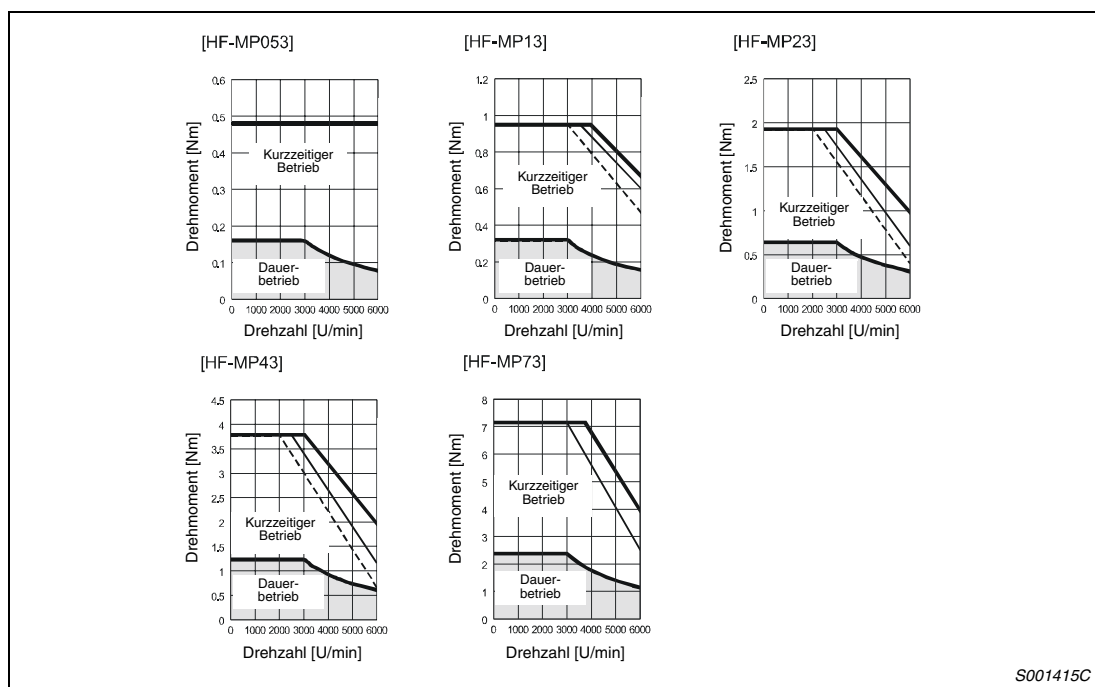 [HF-MP053]
Drehmoment [Nm]
0.6
0.5
0.4
0.3
0.2
0.1
0
Kurzzeitiger
Betrieb
Dauer-
betrieb
0 1000 2000 3000 4000 5000 6000
Drehzahl [U/min]
[HF-MP13]
Drehmoment [Nm]
1.2
1
0.8
0.6
0.4
0.2
0
Kurzzeitiger
Betrieb
Dauer-
betrieb
0 1000 2000 3000 4000 5000 6000
Drehzahl [U/min]
[HF-MP23]
Drehmoment [Nm]
2.5
2
1.5
1
0.5
0
Kurzzeitiger
Betrieb
Dauer-
betrieb
0 1000 2000 3000 4000 5000 6000
Drehzahl [U/min]
[HF-MP43]
Drehmoment [Nm]
4.5
4
3.5
3
2.5
2
1.5
1
0.5
0
Kurzzeitiger
Betrieb
Dauer-
betrieb
0 1000 2000 3000 4000 5000 6000
Drehzahl [U/min]
[HF-MP73]
Drehmoment [Nm]
8
7
6
5
4
3
2
1
0
Kurzzeitiger
Betrieb
Dauer-
betrieb
0 1000 2000 3000 4000 5000 6000
Drehzahl [U/min]
S001415C